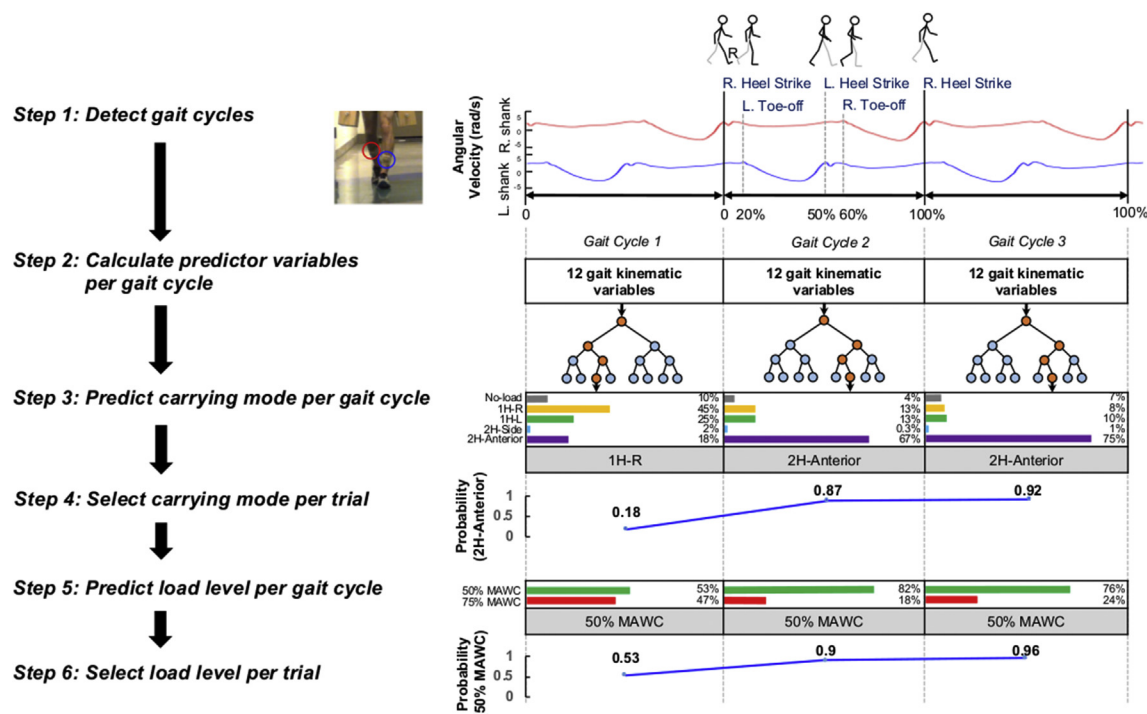 Step 1: Detect gait cycles
Step 2: Calculate predictor variables
per gait cycle
Step 3: Predict carrying mode per gait cycle
Step 4: Select carrying mode per trial
Step 5: Predict load level per gait cycle
Step 6: Select load level per trial
R
R. Heel Strike
L. Heel Strike
R. Heel Strike
L. Toe-off
R. Toe-off
Angular
Velocity (rad/s)
L. shank R. shank
5
0
-5
5
0
-5
0
0
20%
50%
60%
100%
100%
Gait Cycle 1
Gait Cycle 2
Gait Cycle 3
12 gait kinematic
variables
12 gait kinematic
variables
12 gait kinematic
variables
No-load
10%
4%
7%
1H-R
45%
13%
8%
1H-L
25%
13%
10%
2H-Side
2%
0.3%
1%
2H-Anterior
18%
67%
75%
1H-R
2H-Anterior
2H-Anterior
Probability
(2H-Anterior)
1
0.5
0
0.18
0.87
0.92
50% MAWC
53%
82%
76%
75% MAWC
47%
18%
24%
50% MAWC
50% MAWC
50% MAWC
Probability
50% MAWC)
1
0.5
0
0.53
0.9
0.96